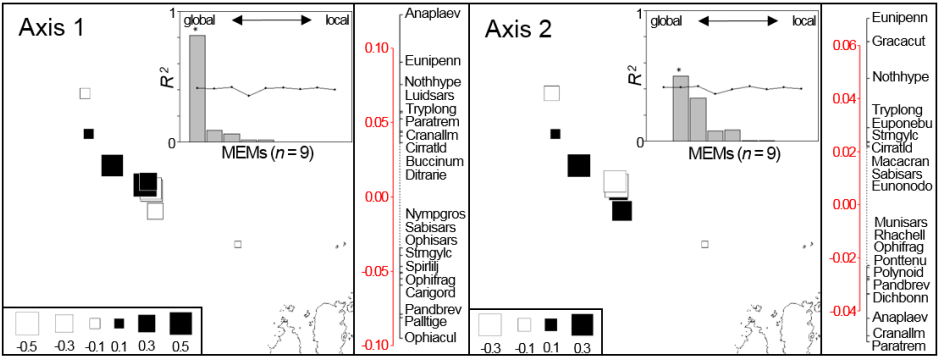 Axis 1
global local
*
R²
1
0
MEMs (n = 9)
-0.5 -0.3 -0.1 0.1 0.3 0.5
0.10
0.05
0.00
-0.05
-0.10
Anaplaev
Eunipenn
Nothhype
Luidsars
Tryplong
Paratrem
Cranallm
Cirratld
Buccinum
Ditrarie
Nympgros
Sabisars
Ophisars
Strngylc
Spirlilj
Ophifrag
Carigord
Pandbrev
Palltige
Ophiacul
Axis 2
global local
*
R²
1
0
MEMs (n = 9)
-0.3 -0.1 0.1 0.3
0.06
0.04
0.02
0.00
-0.02
-0.04
Eunipenn
Gracacut
Nothhype
Tryplong
Euponebu
Strngylc
Cirratld
Macacran
Sabisars
Eunonodo
Munisars
Rhachell
Ophifrag
Ponttenu
Polynoid
Pandbrev
Dichbonn
Anaplaev
Cranallm
Paratrem